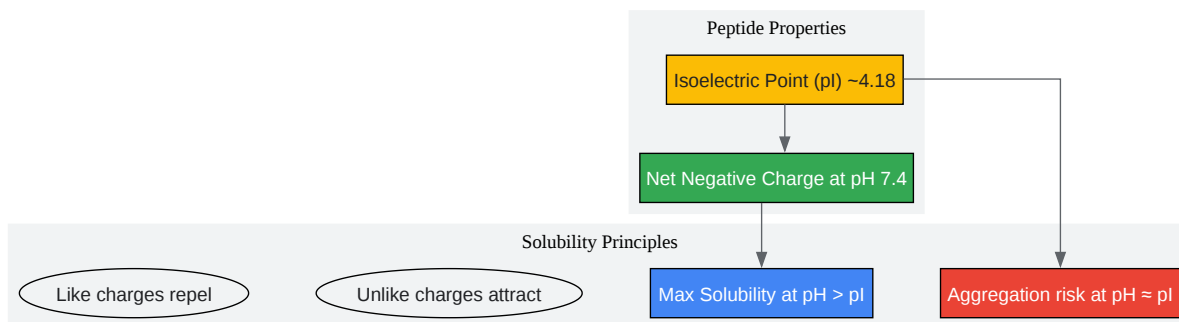 Peptide Properties
Isoelectric Point (pI) ~4.18
Net Negative Charge at pH 7.4
Solubility Principles
Like charges repel
Unlike charges attract
Max Solubility at pH > pI
Aggregation risk at pH ≈ pI